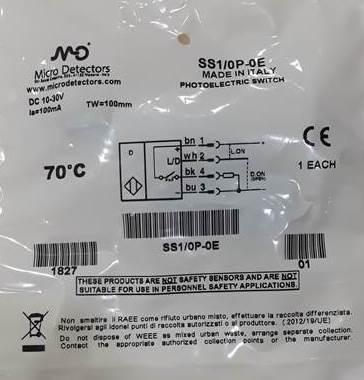 MD
Micro Detectors
www.microdetectors.com
DC 10-30V
Is=100mA
TW=100mm
SS1/0P-0E
MADE IN ITALY
PHOTOELECTRIC SWITCH
70°C
D
L/D
bn 1
wh 2
bk 4
bu 3
L.ON
D.ON
OPEN
CE
1 EACH
SS1/0P-0E
1827
01
THESE PRODUCTS ARE NOT SAFETY SENSORS AND ARE NOT
SUITABLE FOR USE IN PERSONNEL SAFETY APPLICATIONS.
Non smaltire il RAEE come rifiuto urbano misto, effettuare la raccolta differenziata.
Rivolgersi agli idonei punti di raccolta autorizzati o al produttore. (2012/19/UE)
Do not dispose of WEEE as mixed urban waste, arrange separate collection.
Contact the appropriate authorized collection points or the manufacturer.